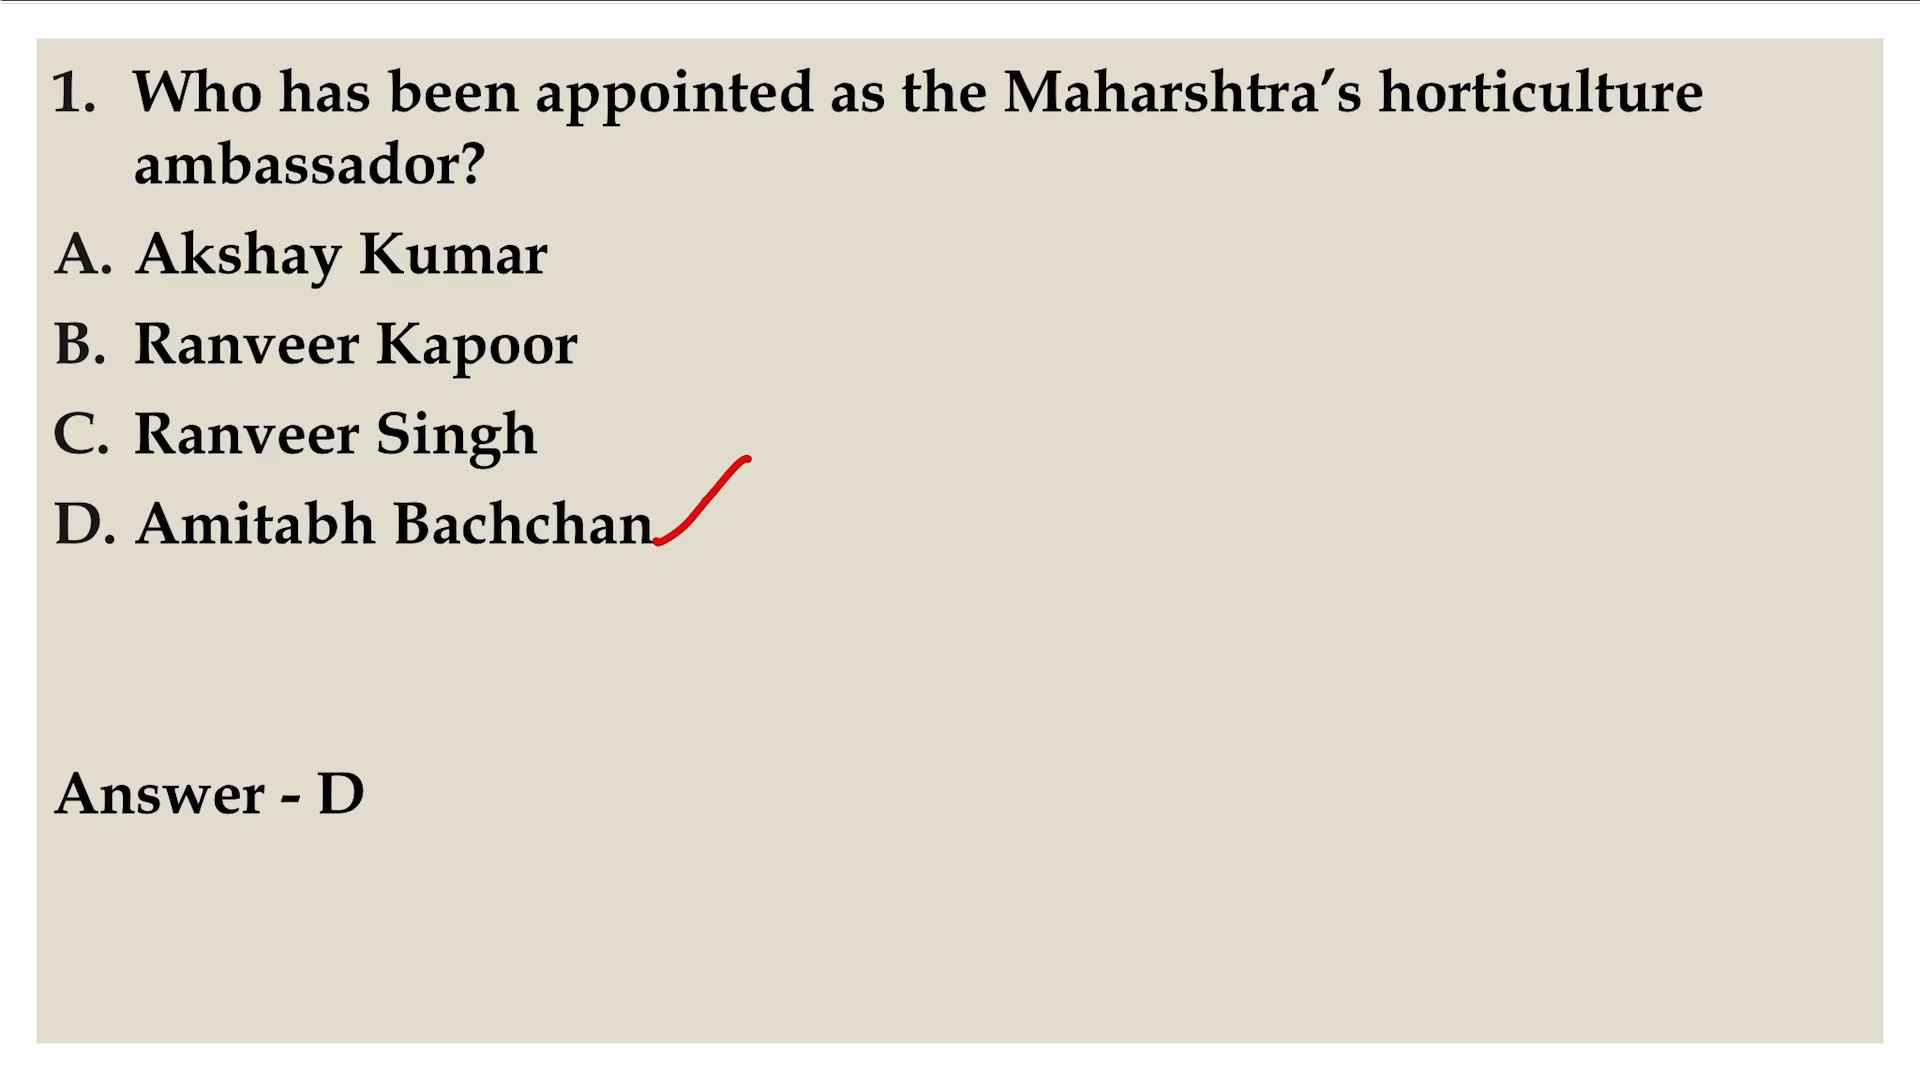 1. Who has been appointed as the Maharshtra’s horticulture
ambassador?
A. Akshay Kumar
B. Ranveer Kapoor
C. Ranveer Singh
D. Amitabh Bachchan
Answer - D